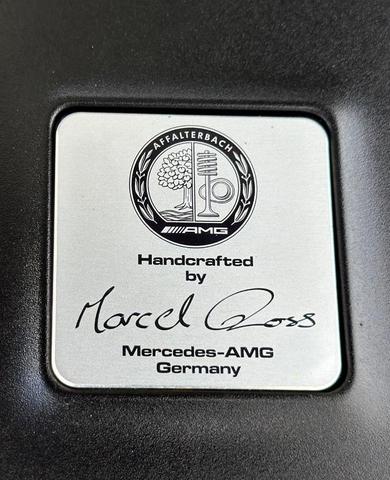 AFFALTERBACH
AMG
Handcrafted
by
Marcel Ross
Mercedes-AMG
Germany